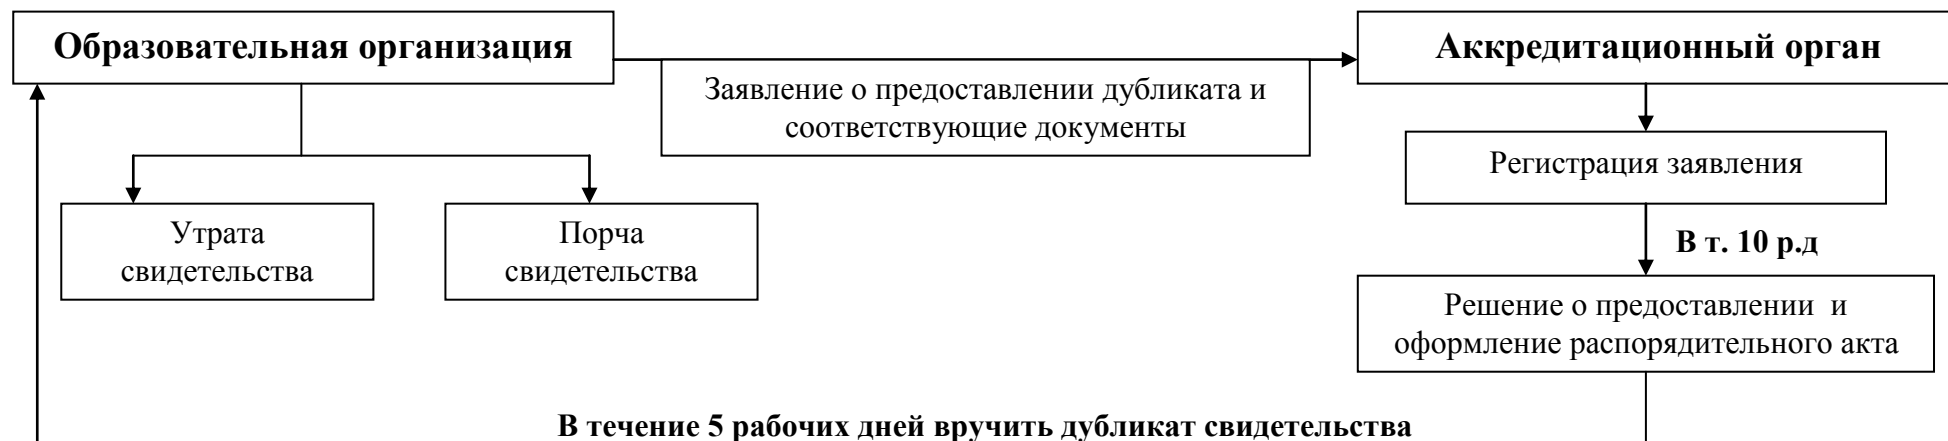 Образовательная организация
Аккредитационный орган
Заявление о предоставлении дубликата и
соответствующие документы
Регистрация заявления
Утрата
свидетельства
Порча
свидетельства
В т. 10 р.д
Решение о предоставлении и
оформление распорядительного акта
В течение 5 рабочих дней вручить дубликат свидетельства